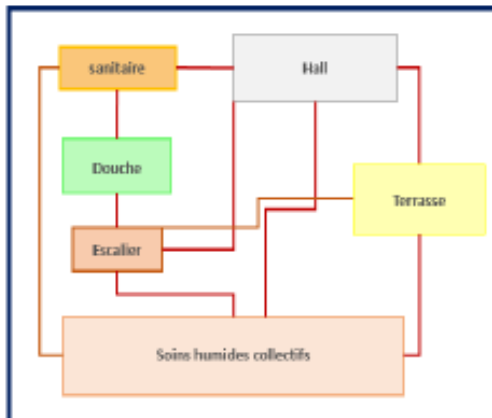 sanitaire
Hall
Douche
Terrasse
Escalier
Soins humides collectifs